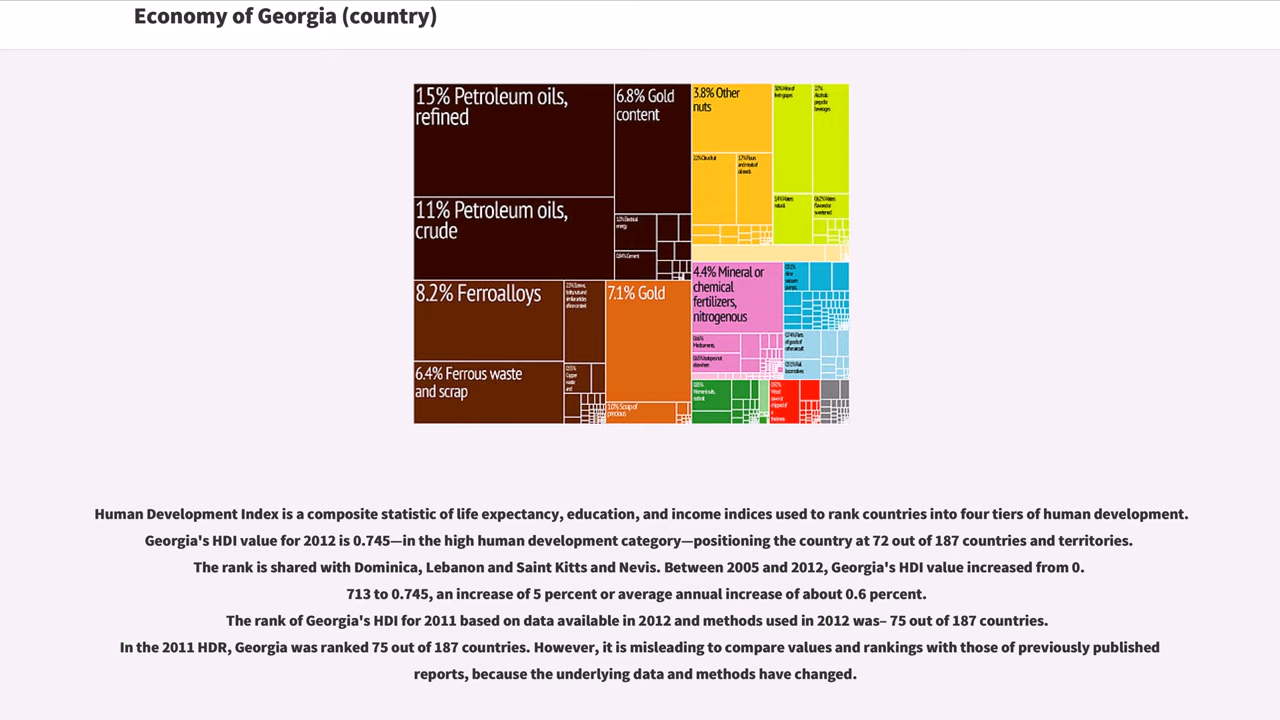 Economy of Georgia (country)
15% Petroleum oils,
refined
6.8% Gold
content
3.8% Other
nuts
11% Petroleum oils,
crude
8.2% Ferroalloys
7.1% Gold
4.4% Mineral or
chemical
fertilizers,
nitrogenous
6.4% Ferrous waste
and scrap
Human Development Index is a composite statistic of life expectancy, education, and income indices used to rank countries into four tiers of human development.
Georgia's HDI value for 2012 is 0.745—in the high human development category—positioning the country at 72 out of 187 countries and territories.
The rank is shared with Dominica, Lebanon and Saint Kitts and Nevis. Between 2005 and 2012, Georgia's HDI value increased from 0.
713 to 0.745, an increase of 5 percent or average annual increase of about 0.6 percent.
The rank of Georgia's HDI for 2011 based on data available in 2012 and methods used in 2012 was– 75 out of 187 countries.
In the 2011 HDR, Georgia was ranked 75 out of 187 countries. However, it is misleading to compare values and rankings with those of previously published
reports, because the underlying data and methods have changed.